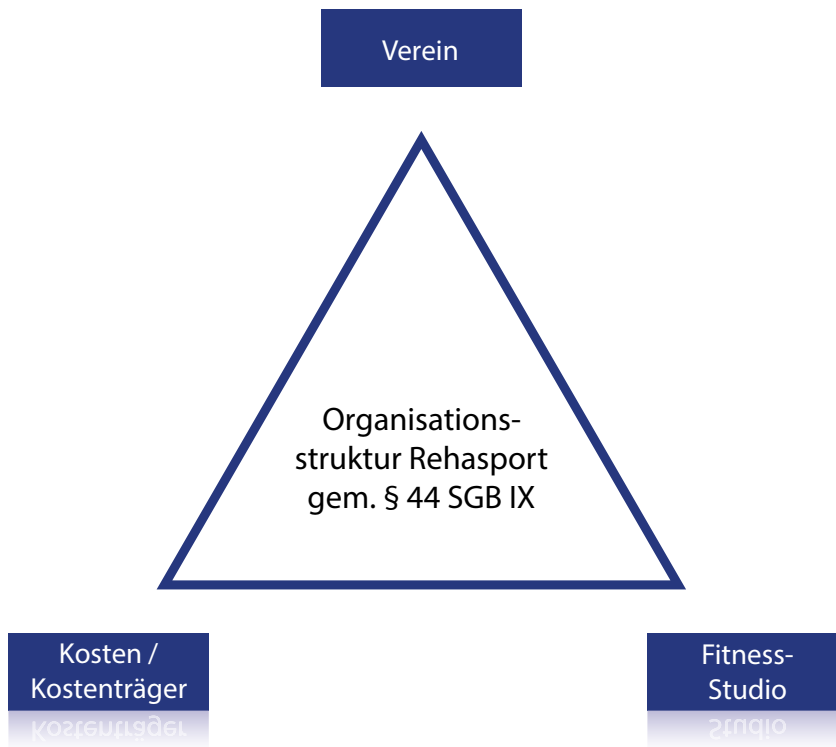 Verein
Organisations-
struktur Rehasport
gem. § 44 SGB IX
Kosten /
Kostenträger
Fitness-
Studio